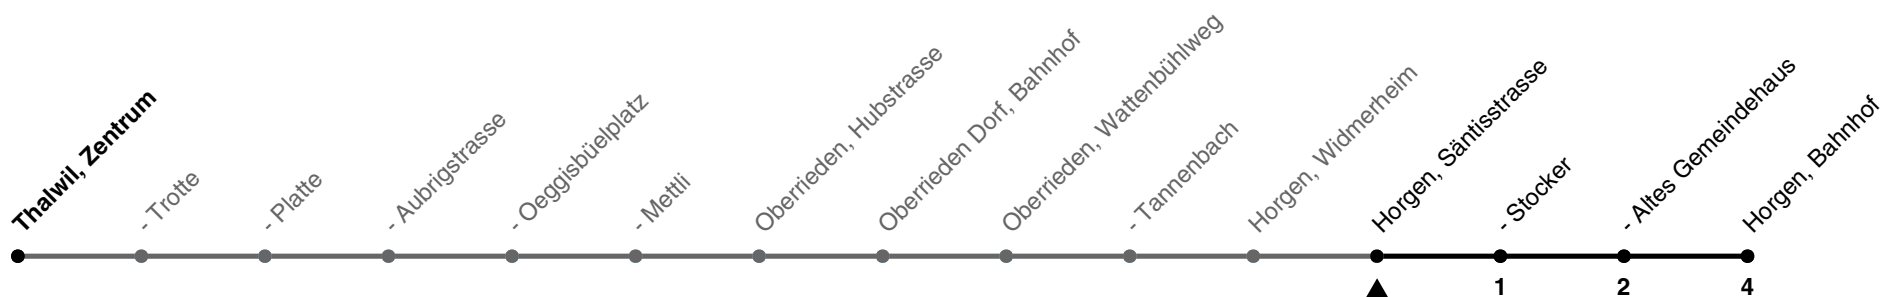 Thalwil, Zentrum
- Trotte
- Platte
- Aubrigstrasse
- Oeggisbüelplatz
- Mettli
Oberrieden, Hubstrasse
Oberrieden Dorf, Bahnhof
Oberrieden, Wattenbühlweg
- Tannenbach
Horgen, Widmerheim
Horgen, Säntisstrasse
- Stocker
- Altes Gemeindehaus
Horgen, Bahnhof
1 2 4